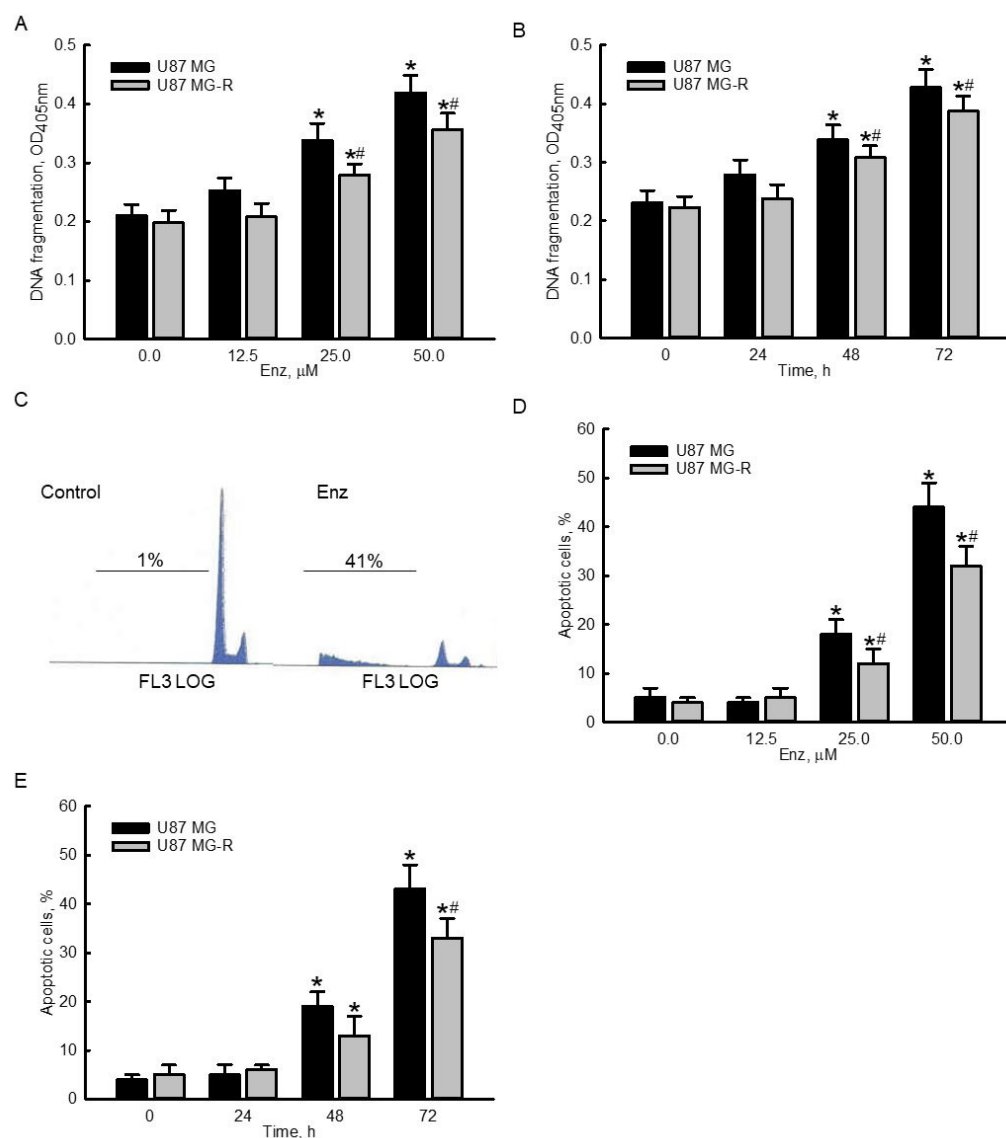 A
U87 MG
U87 MG-R
0.5
0.4
0.3
0.2
0.1
0.0
DNA fragmentation, OD405nm
*
*#
*
*#
0.0 12.5 25.0 50.0
Enz, μM
B
U87 MG
U87 MG-R
0.5
0.4
0.3
0.2
0.1
0.0
DNA fragmentation, OD405nm
*
*#
*
*#
0 24 48 72
Time, h
C
Control
1%
FL3 LOG
Enz
41%
FL3 LOG
D
U87 MG
U87 MG-R
60
50
40
30
20
10
0
Apoptotic cells, %
*
*#
*
*#
0.0 12.5 25.0 50.0
Enz, μM
E
U87 MG
U87 MG-R
60
50
40
30
20
10
0
Apoptotic cells, %
*
*
*
*#
0 24 48 72
Time, h